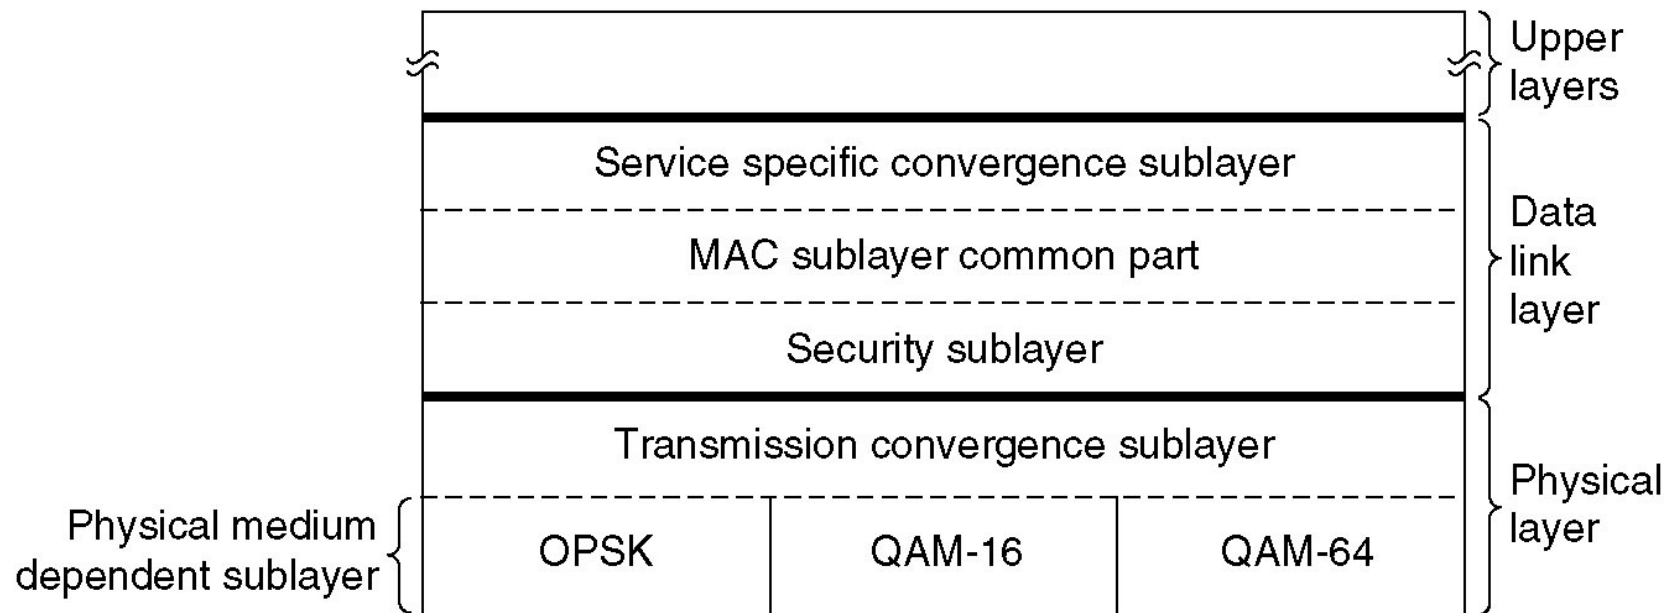 Upper
layers
Service specific convergence sublayer
Data
link
layer
MAC sublayer common part
Security sublayer
Transmission convergence sublayer
Physical
layer
Physical medium
dependent sublayer
OPSK
QAM-16
QAM-64